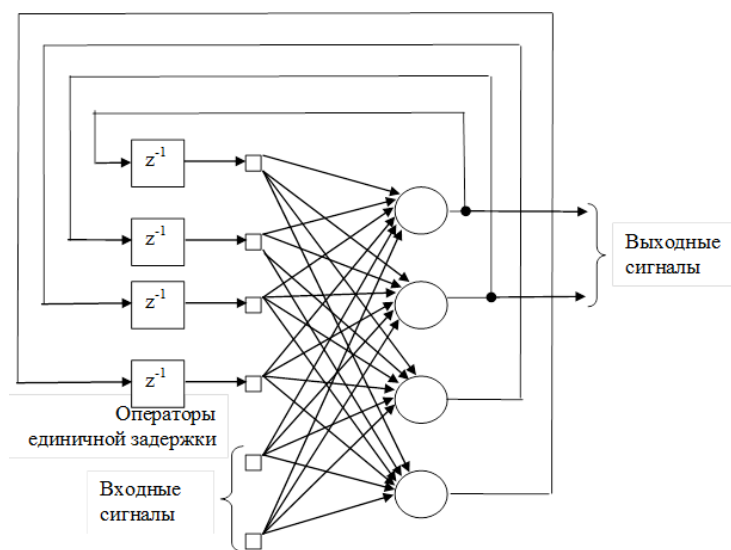 z-1
z-1
z-1
z-1
Выходные
сигналы
Операторы
единичной задержки
Входные
сигналы